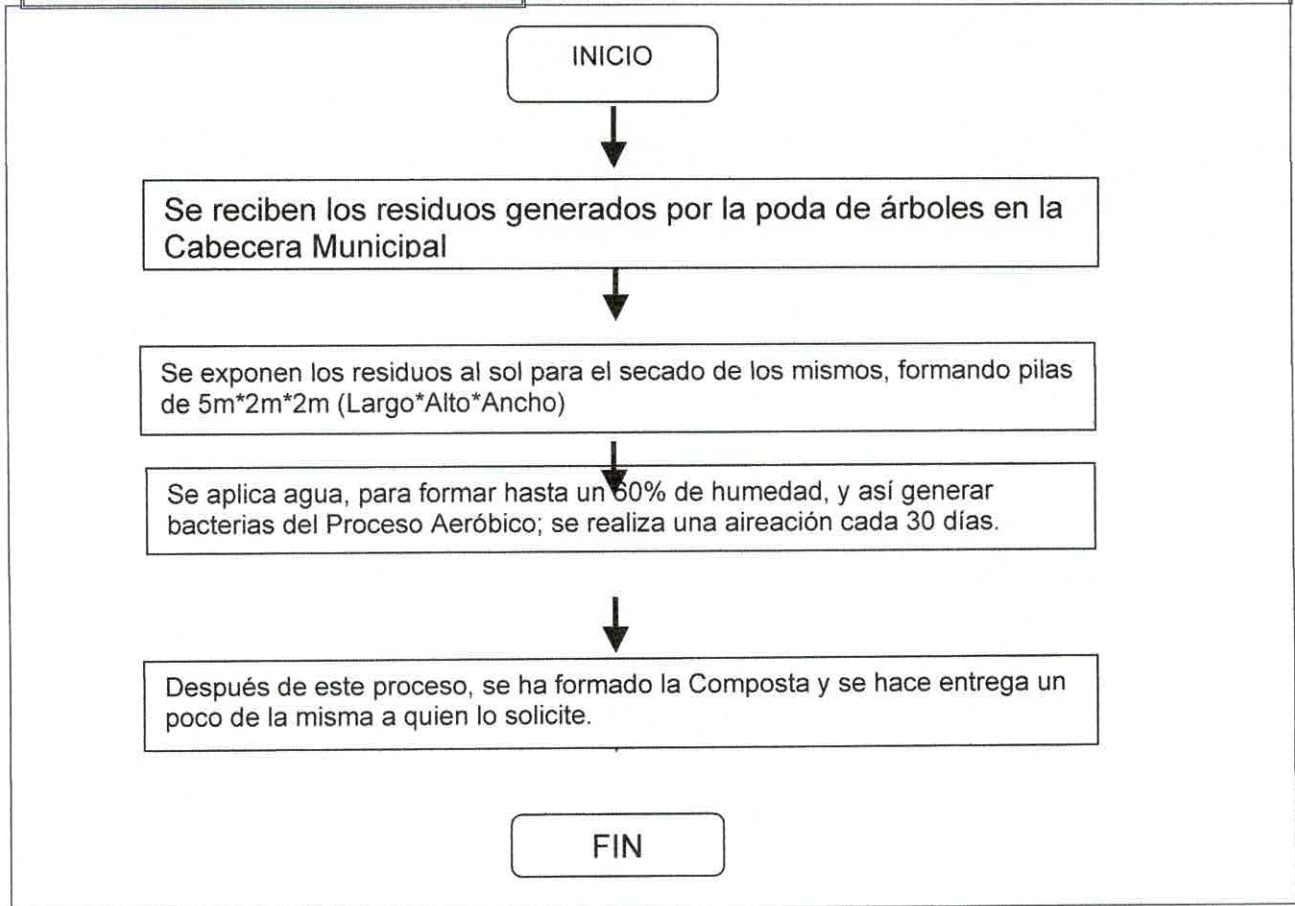 INICIO
Se reciben los residuos generados por la poda de árboles en la
Cabecera Municipal
Se exponen los residuos al sol para el secado de los mismos, formando pilas
de 5m*2m*2m (Largo*Alto*Ancho)
Se aplica agua, para formar hasta un 60% de humedad, y así generar
bacterias del Proceso Aeróbico; se realiza una aireación cada 30 días.
Después de este proceso, se ha formado la Composta y se hace entrega un
poco de la misma a quien lo solicite.
FIN